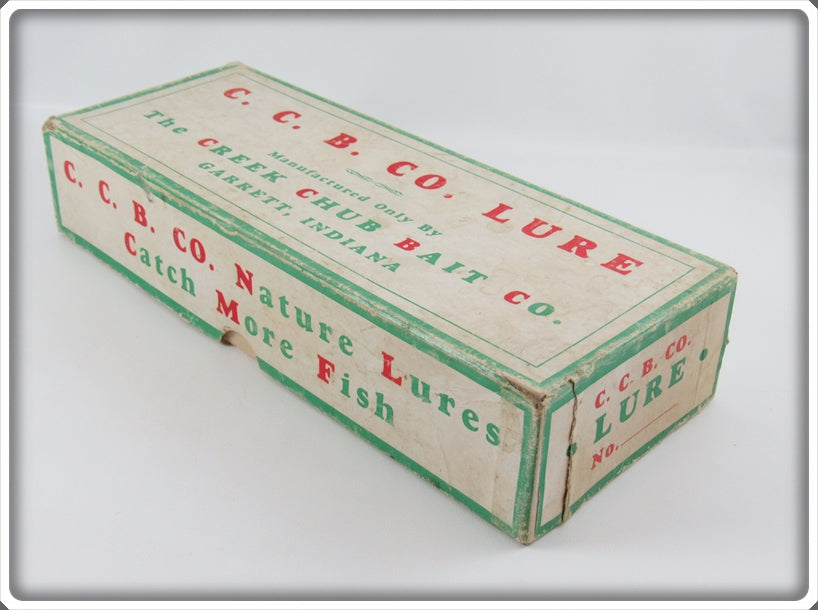 C. C. B. CO. LURE
Manufactured Only By
The CREEK CHUB BAIT CO.
GARRETT, INDIANA
C. C. B. CO. Nature Lures
Catch More Fish
C. C. B. CO.
LURE
No.